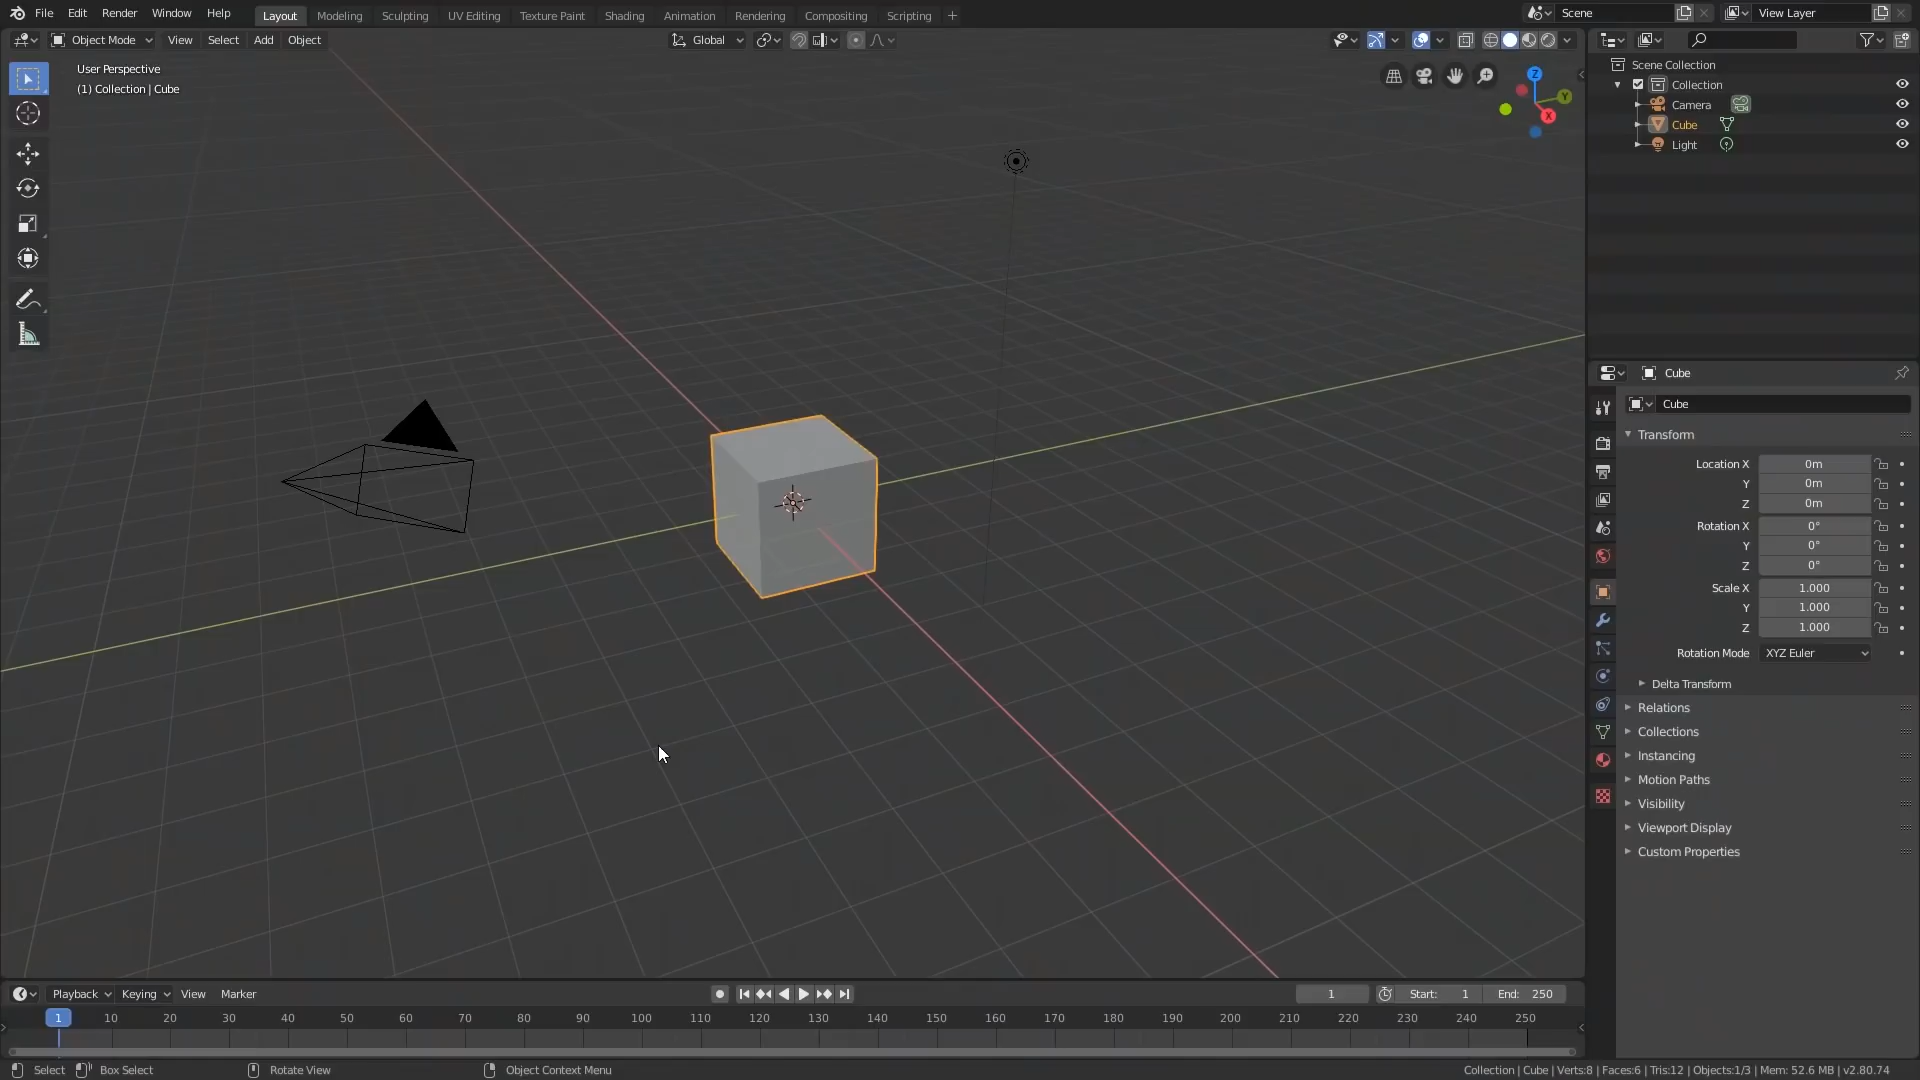 File Edit Render Window Help Layout Modeling Sculpting UV Editing Texture Paint Shading Animation Rendering Compositing Scripting + Scene View Layer
Object Mode View Select Add Object Global
User Perspective
(1) Collection | Cube
Z
Y
X
Scene Collection
Collection
Camera
Cube
Light
Cube
Cube
Transform
Location X 0m
Y 0m
Z 0m
Rotation X 0°
Y 0°
Z 0°
Scale X 1.000
Y 1.000
Z 1.000
Rotation Mode XYZ Euler
Delta Transform
Relations
Collections
Instancing
Motion Paths
Visibility
Viewport Display
Custom Properties
Playback Keying View Marker 1 Start: 1 End: 250
1 10 20 30 40 50 60 70 80 90 100 110 120 130 140 150 160 170 180 190 200 210 220 230 240 250
Select Box Select Rotate View Object Context Menu Collection | Cube | Verts:8 | Faces:6 | Tris:12 | Objects:1/3 | Mem: 52.6 MB | v2.80.74